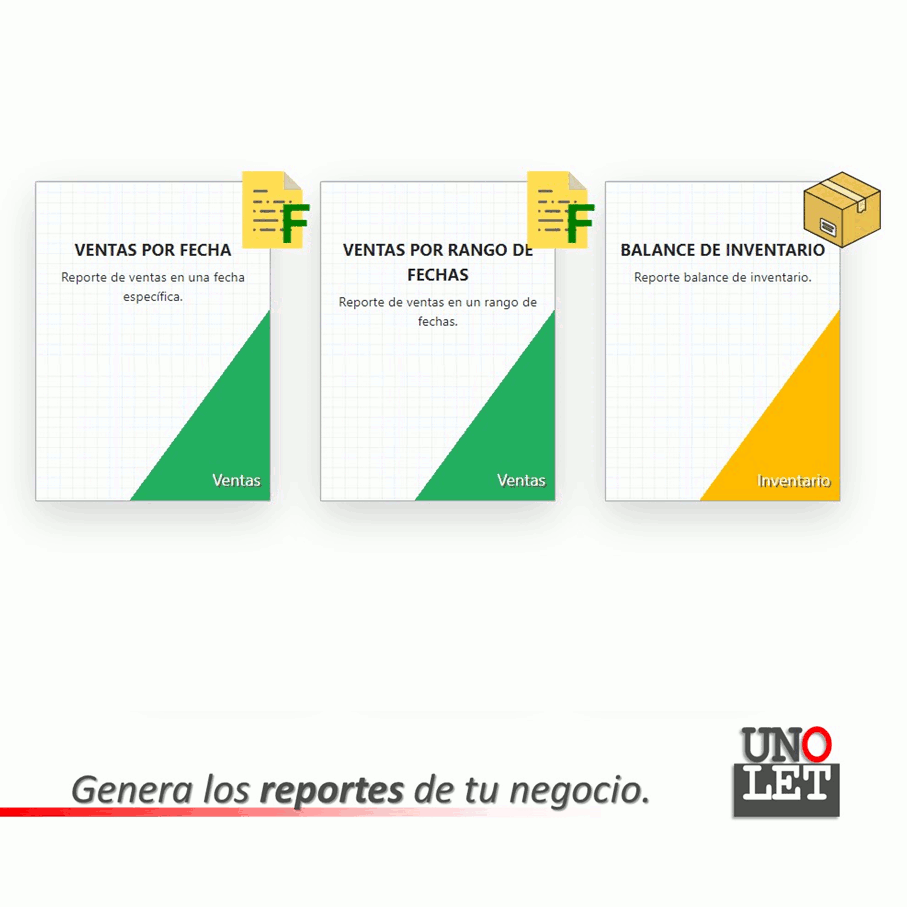 F
VENTAS POR FECHA
Reporte de ventas en una fecha
específica.
Ventas
F
VENTAS POR RANGO DE
FECHAS
Reporte de ventas en un rango de
fechas.
Ventas
BALANCE DE INVENTARIO
Reporte balance de inventario.
Inventario
Genera los reportes de tu negocio.
UNO
LET